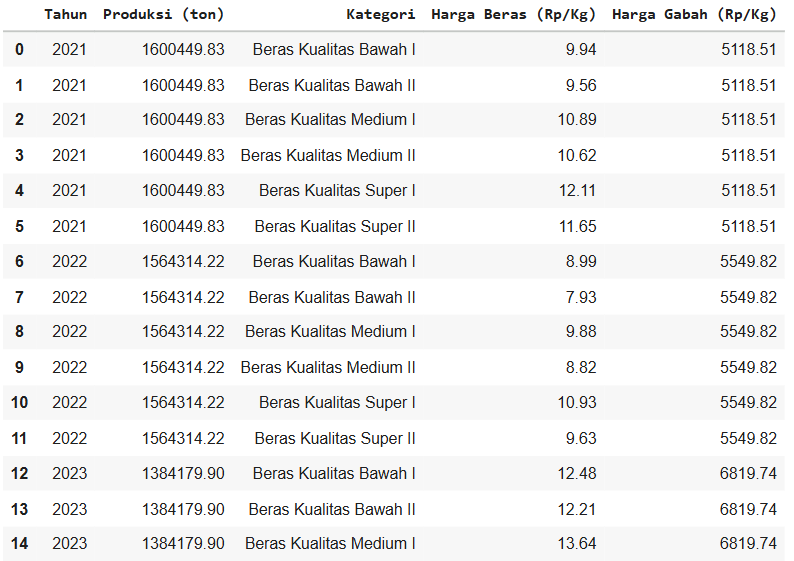 Tahun Produksi (ton) Kategori Harga Beras (Rp/Kg) Harga Gabah (Rp/Kg)
0 2021 1600449.83 Beras Kualitas Bawah I 9.94 5118.51
1 2021 1600449.83 Beras Kualitas Bawah II 9.56 5118.51
2 2021 1600449.83 Beras Kualitas Medium I 10.89 5118.51
3 2021 1600449.83 Beras Kualitas Medium II 10.62 5118.51
4 2021 1600449.83 Beras Kualitas Super I 12.11 5118.51
5 2021 1600449.83 Beras Kualitas Super II 11.65 5118.51
6 2022 1564314.22 Beras Kualitas Bawah I 8.99 5549.82
7 2022 1564314.22 Beras Kualitas Bawah II 7.93 5549.82
8 2022 1564314.22 Beras Kualitas Medium I 9.88 5549.82
9 2022 1564314.22 Beras Kualitas Medium II 8.82 5549.82
10 2022 1564314.22 Beras Kualitas Super I 10.93 5549.82
11 2022 1564314.22 Beras Kualitas Super II 9.63 5549.82
12 2023 1384179.90 Beras Kualitas Bawah I 12.48 6819.74
13 2023 1384179.90 Beras Kualitas Bawah II 12.21 6819.74
14 2023 1384179.90 Beras Kualitas Medium I 13.64 6819.74